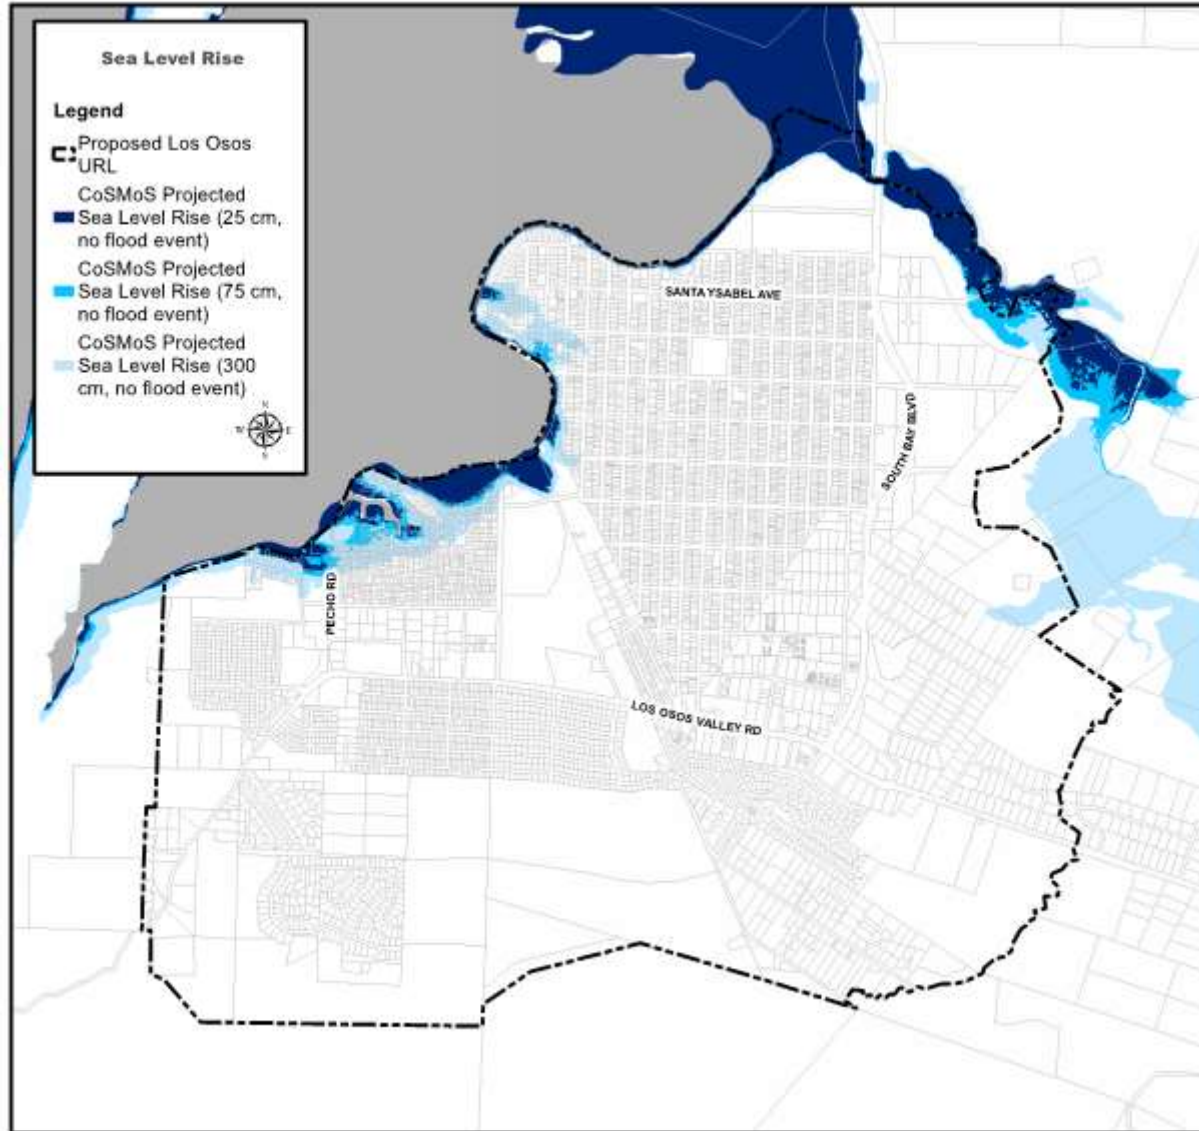 Sea Level Rise
Legend
Proposed Los Osos
URL
CoSMoS Projected
Sea Level Rise (25 cm,
no flood event)
CoSMoS Projected
Sea Level Rise (75 cm,
no flood event)
CoSMoS Projected
Sea Level Rise (300
cm, no flood event)
N
W E
S
SANTA YSABEL AVE
SOUTH BAY BLVD
PECHO RD
LOS OSOS VALLEY RD